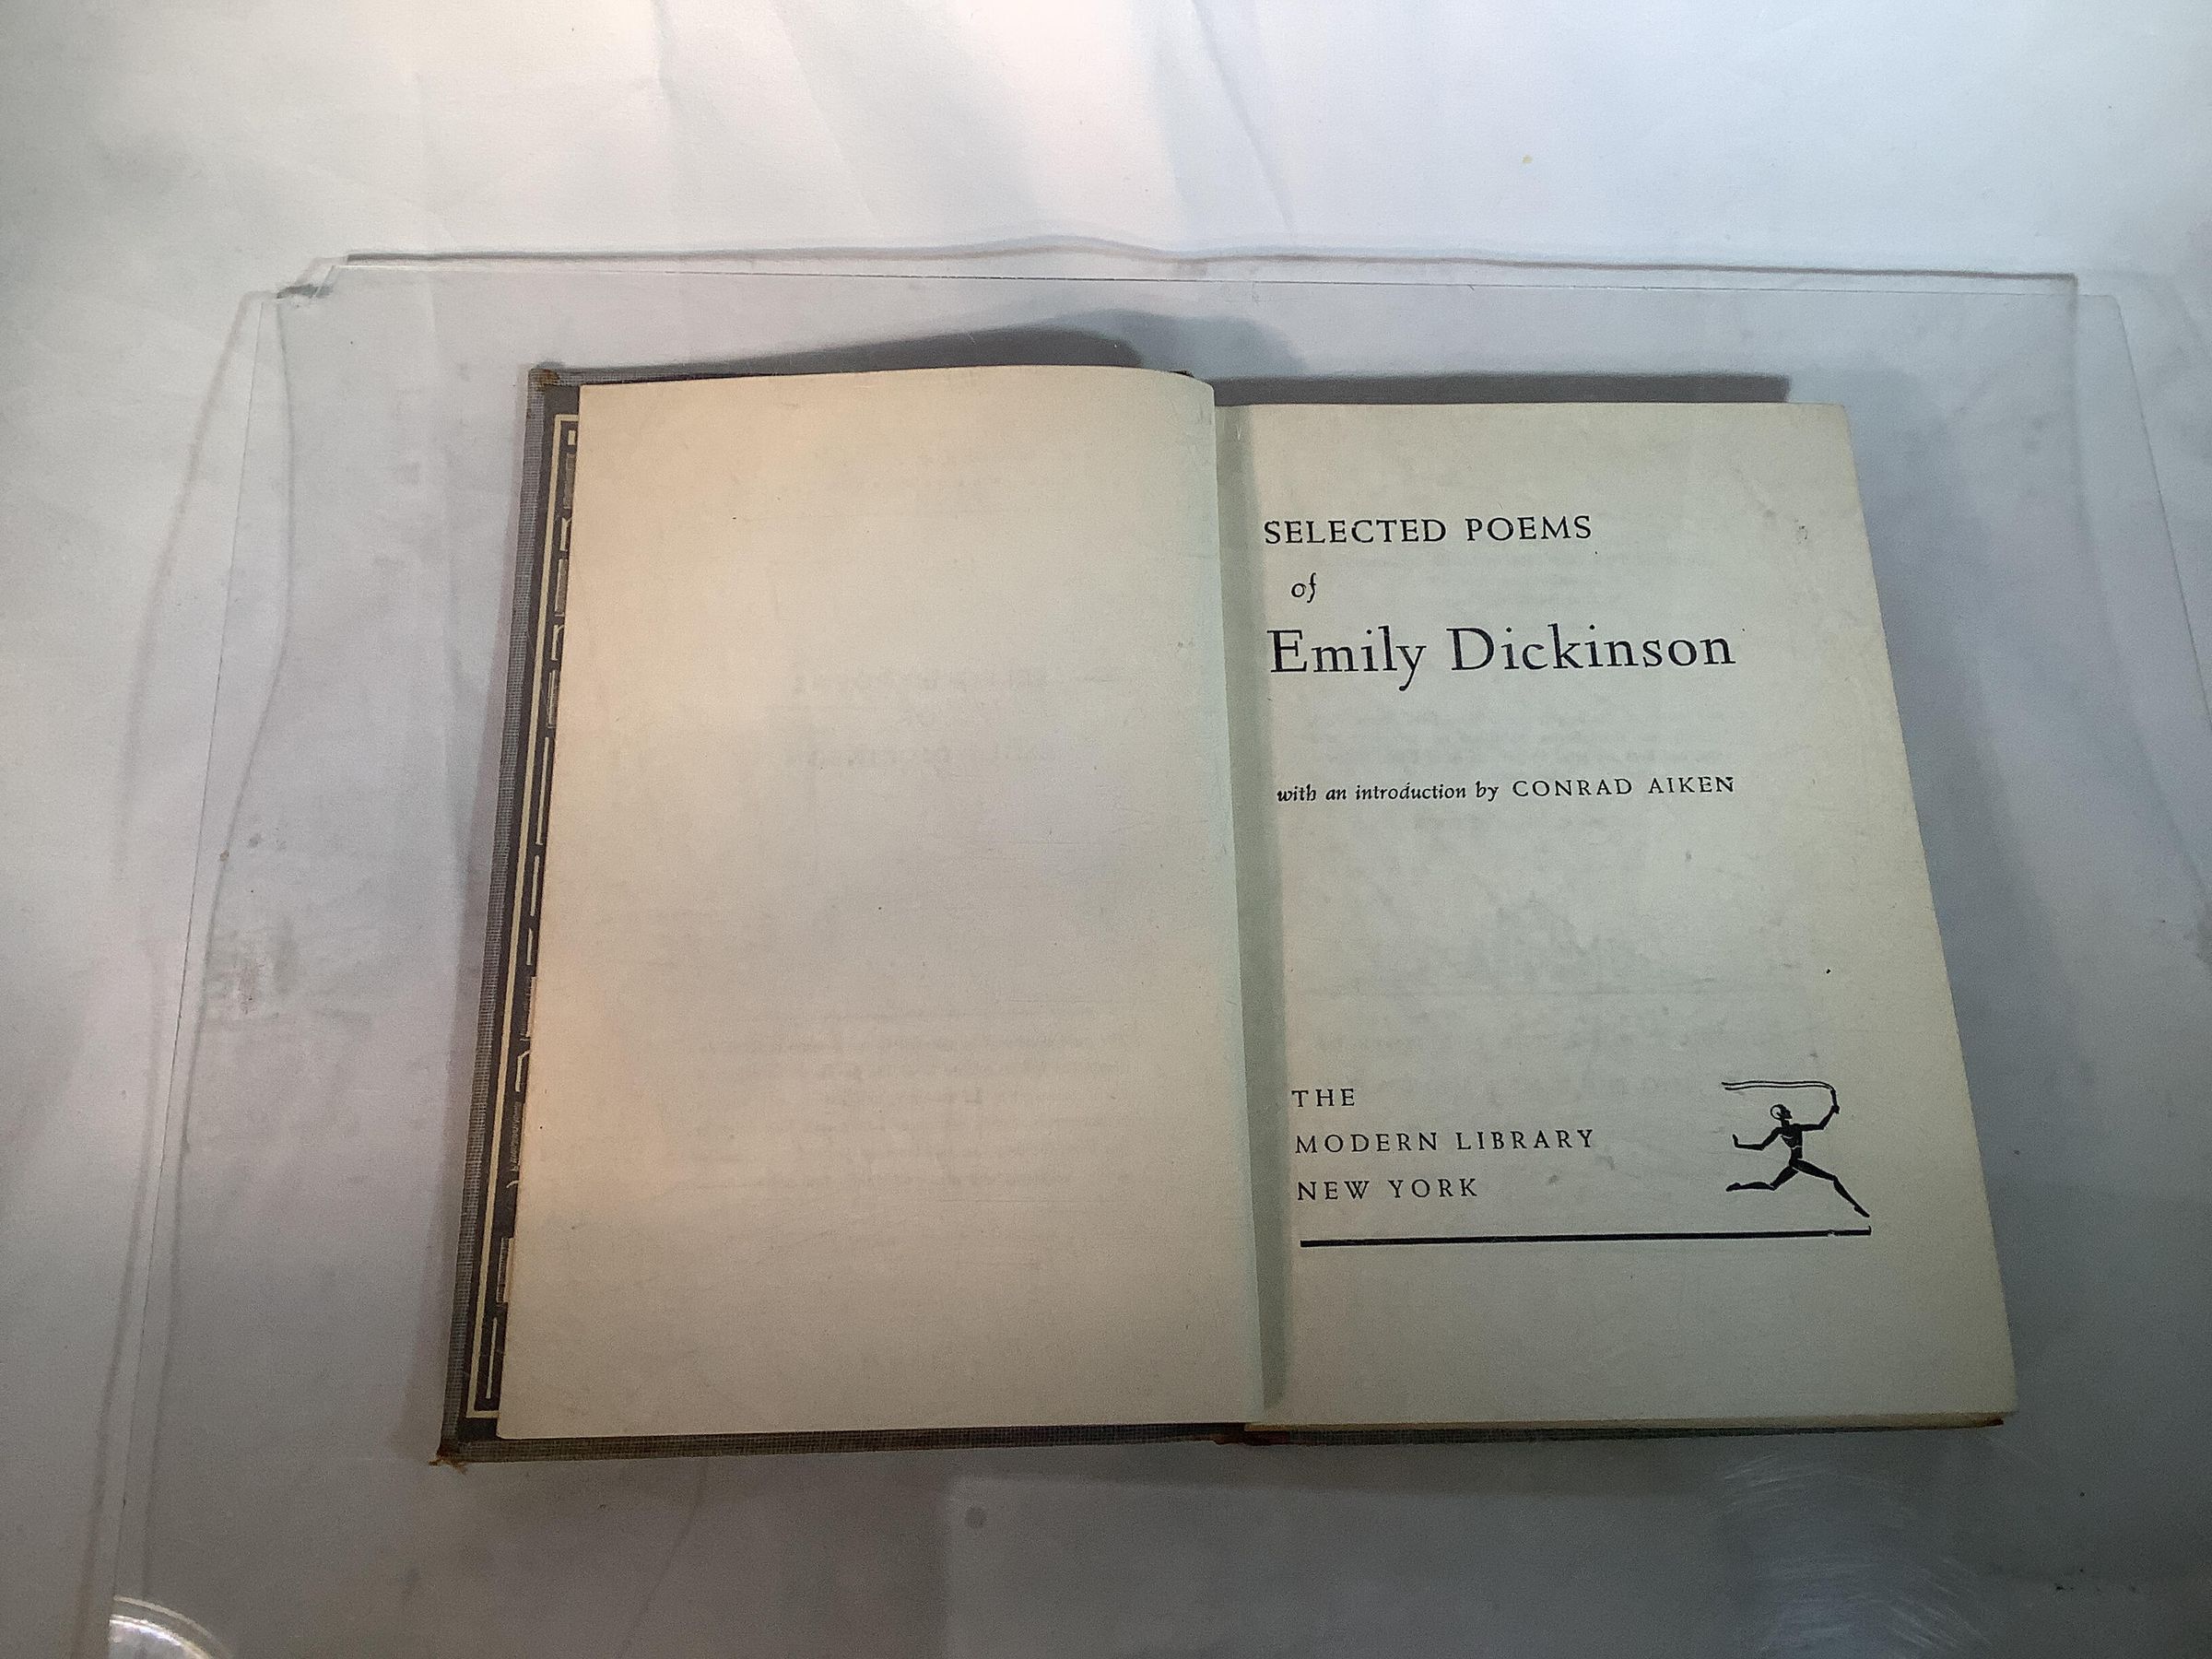 SELECTED POEMS
of
Emily Dickinson
with an introduction by CONRAD AIKEN
THE
MODERN LIBRARY
NEW YORK